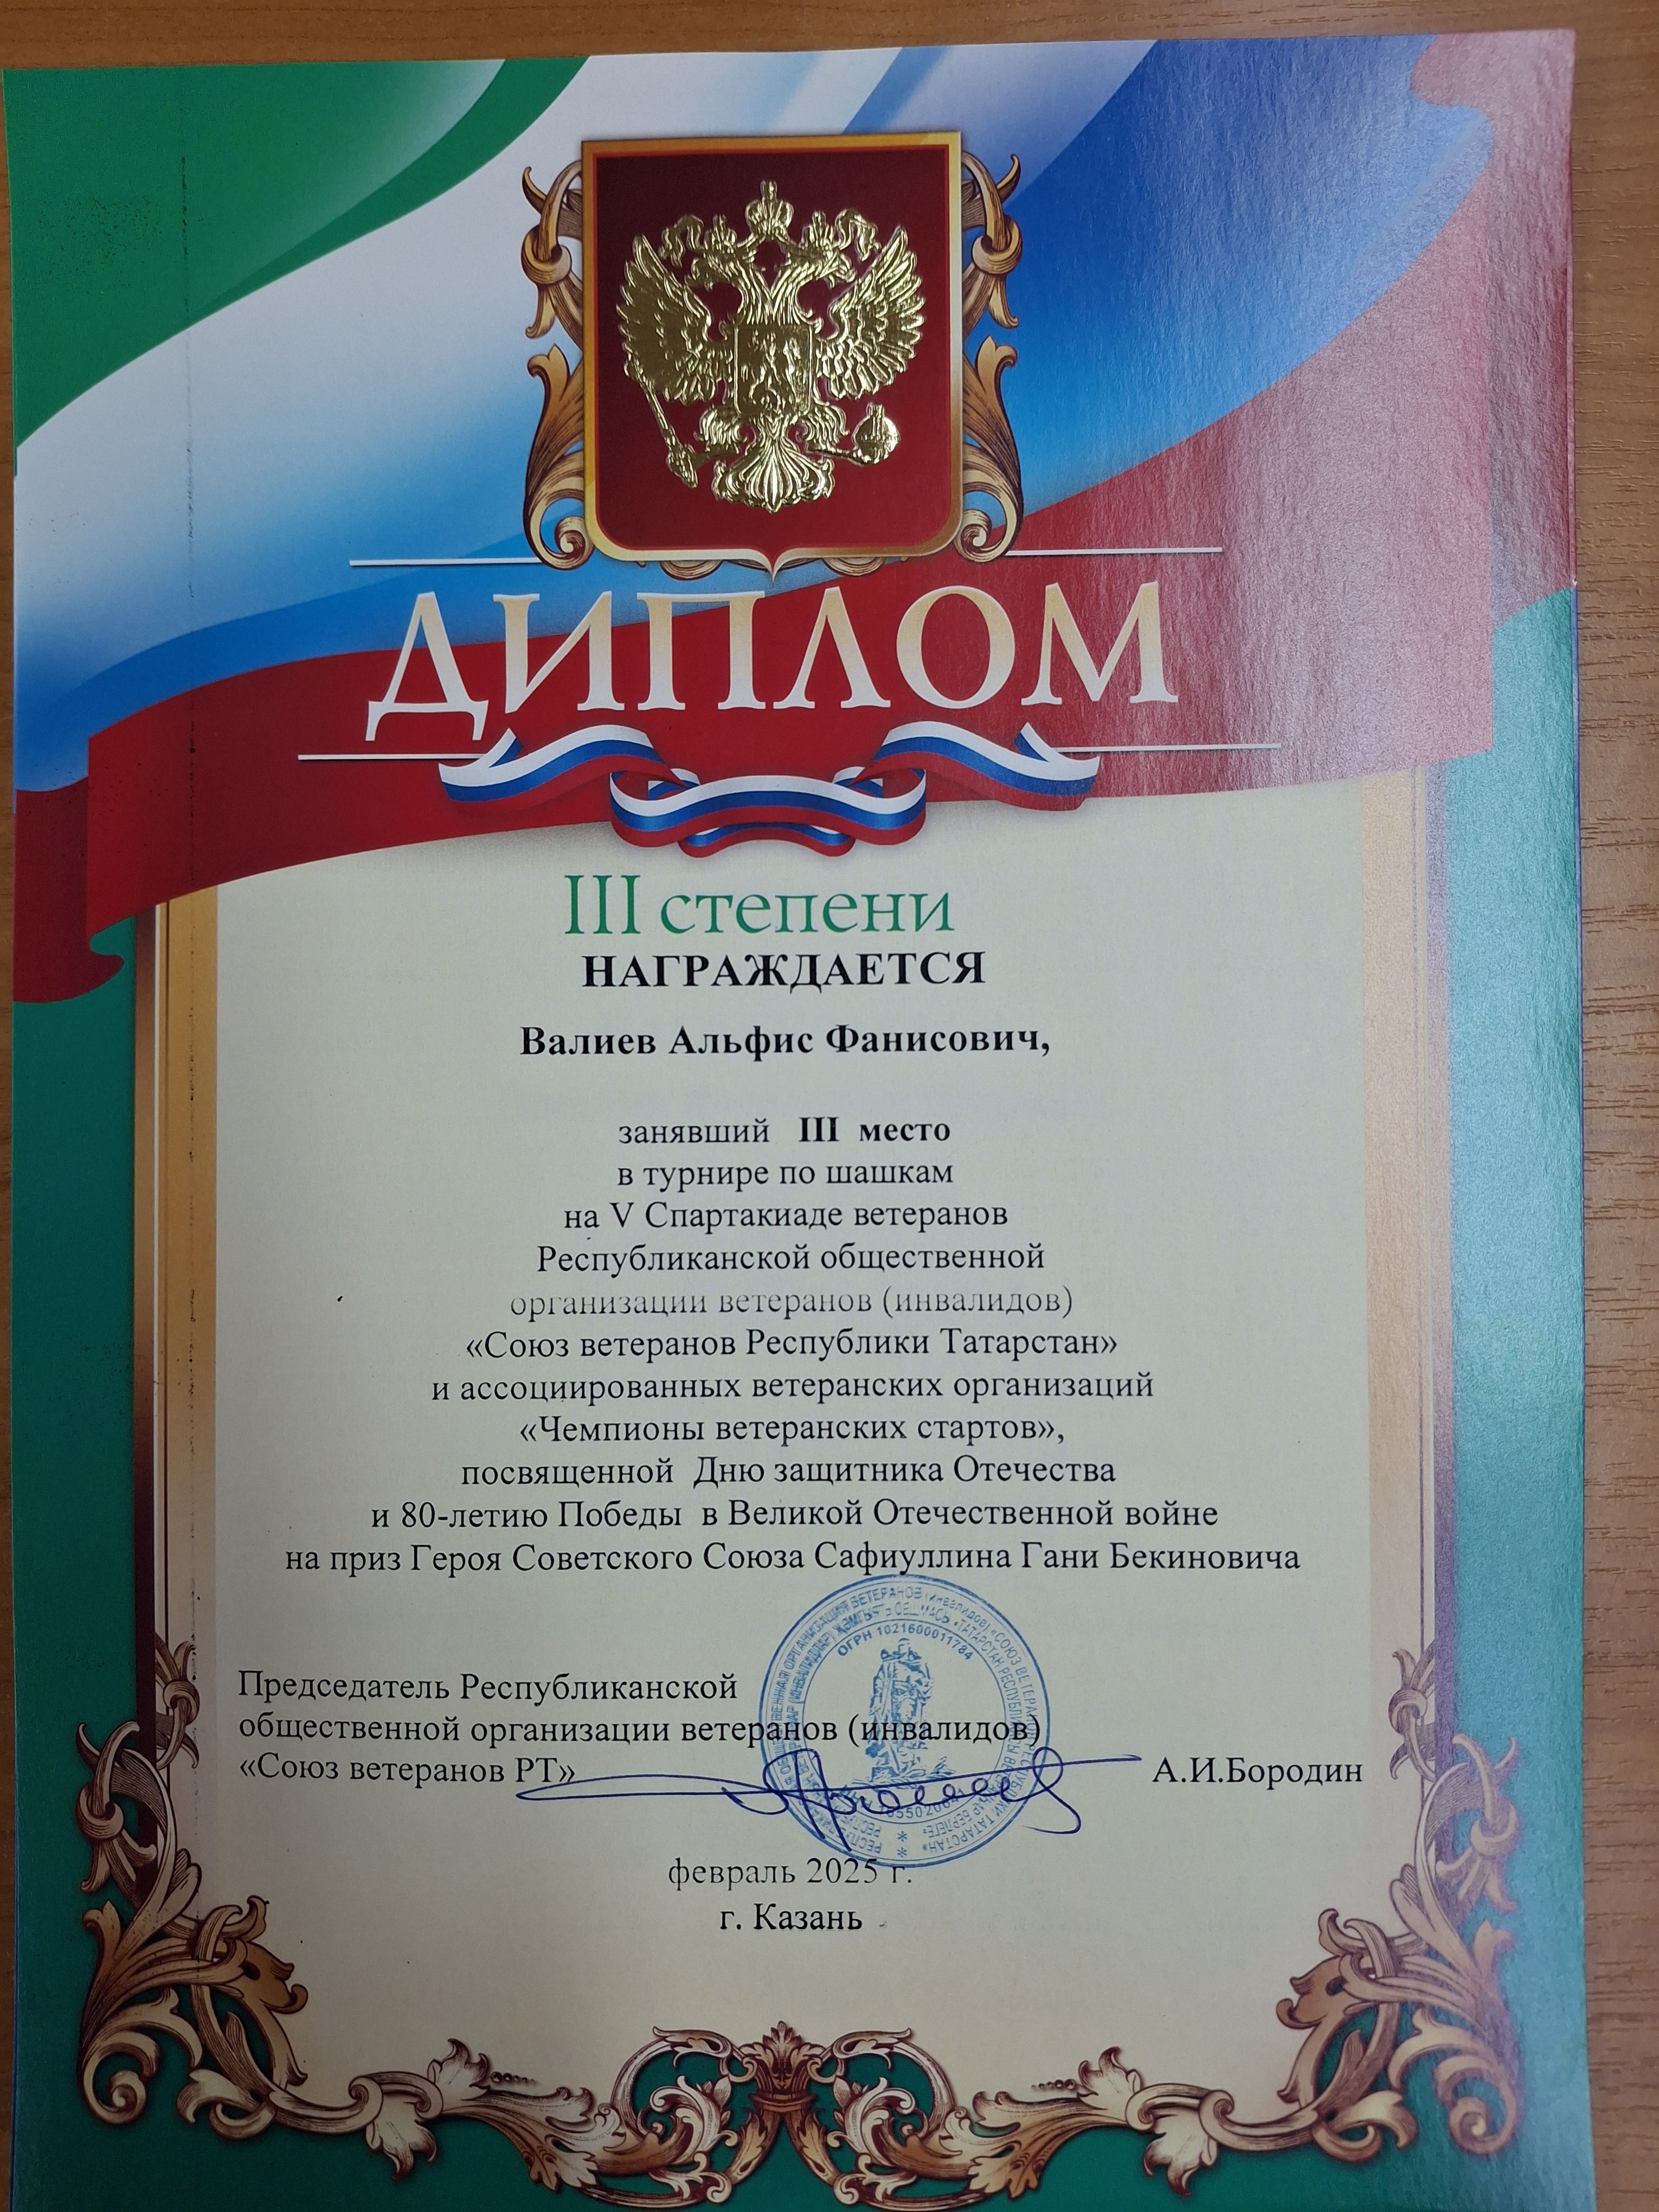 ДИПЛОМ
III степени
НАГРАЖДАЕТСЯ
Валиев Альфис Фанисович,
занявший III место
в турнире по шашкам
на V Спартакиаде ветеранов
Республиканской общественной
организации ветеранов (инвалидов)
«Союз ветеранов Республики Татарстан»
и ассоциированных ветеранских организаций
«Чемпионы ветеранских стартов»,
посвященной Дню защитника Отечества
и 80-летию Победы в Великой Отечественной войне
на приз Героя Советского Союза Сафиуллина Гани Бекиновича
ОГРН 1021600011784
Председатель Республиканской
общественной организации ветеранов (инвалидов)
«Союз ветеранов РТ» А.И.Бородин
февраль 2025 г.
г. Казань